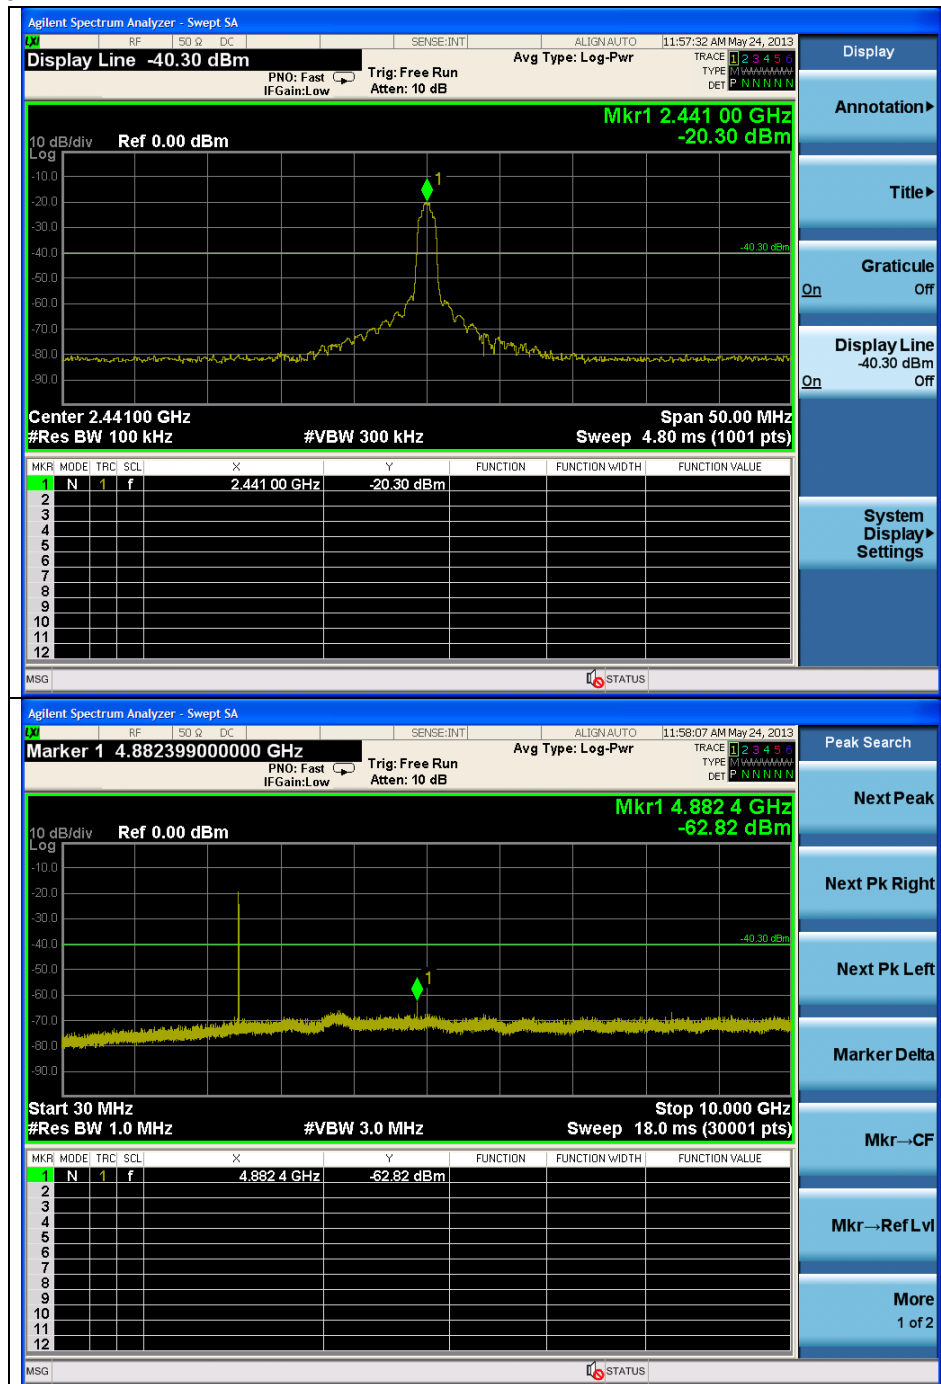 Agilent Spectrum Analyzer - Swept SA
LXI RF 50 Ω DC SENSE:INT ALIGN AUTO 11:57:32 AM May 24, 2013
Display Line -40.30 dBm
PNO: Fast
IFGain:Low
Trig: Free Run
Atten: 10 dB
Avg Type: Log-Pwr
TRACE 1 2 3 4 5 6
TYPE M WWWWW
DET P N N N N N
Mkr1 2.441 00 GHz
-20.30 dBm
10 dB/div Ref 0.00 dBm
Log
-10.0
-20.0
-30.0
-40.0
-50.0
-60.0
-70.0
-80.0
-90.0
1
-40.30 dBm
Center 2.44100 GHz Span 50.00 MHz
#Res BW 100 kHz #VBW 300 kHz Sweep 4.80 ms (1001 pts)
MKR MODE TRC SCL X Y FUNCTION FUNCTION WIDTH FUNCTION VALUE
1 N 1 f 2.441 00 GHz -20.30 dBm
2
3
4
5
6
7
8
9
10
11
12
MSG STATUS
Display
Annotation
Title
Graticule
On Off
Display Line
-40.30 dBm
On Off
System
Display
Settings
Agilent Spectrum Analyzer - Swept SA
LXI RF 50 Ω DC SENSE:INT ALIGN AUTO 11:58:07 AM May 24, 2013
Marker 1 4.882399000000 GHz
PNO: Fast
IFGain:Low
Trig: Free Run
Atten: 10 dB
Avg Type: Log-Pwr
TRACE 1 2 3 4 5 6
TYPE M WWWWW
DET P N N N N N
Mkr1 4.882 4 GHz
-62.82 dBm
10 dB/div Ref 0.00 dBm
Log
-10.0
-20.0
-30.0
-40.0
-50.0
-60.0
-70.0
-80.0
-90.0
1
-40.30 dBm
Start 30 MHz Stop 10.000 GHz
#Res BW 1.0 MHz #VBW 3.0 MHz Sweep 18.0 ms (30001 pts)
MKR MODE TRC SCL X Y FUNCTION FUNCTION WIDTH FUNCTION VALUE
1 N 1 f 4.882 4 GHz -62.82 dBm
2
3
4
5
6
7
8
9
10
11
12
MSG STATUS
Peak Search
Next Peak
Next Pk Right
Next Pk Left
Marker Delta
Mkr→CF
Mkr→Ref Lvl
More
1 of 2